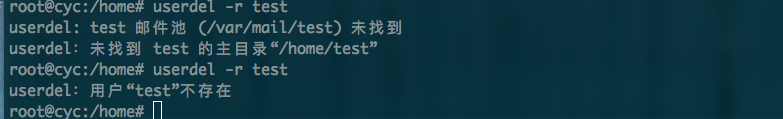 root@cyc:/home# userdel -r test
userdel: test 邮件池 (/var/mail/test) 未找到
userdel: 未找到 test 的主目录“/home/test”
root@cyc:/home# userdel -r test
userdel: 用户“test”不存在
root@cyc:/home#